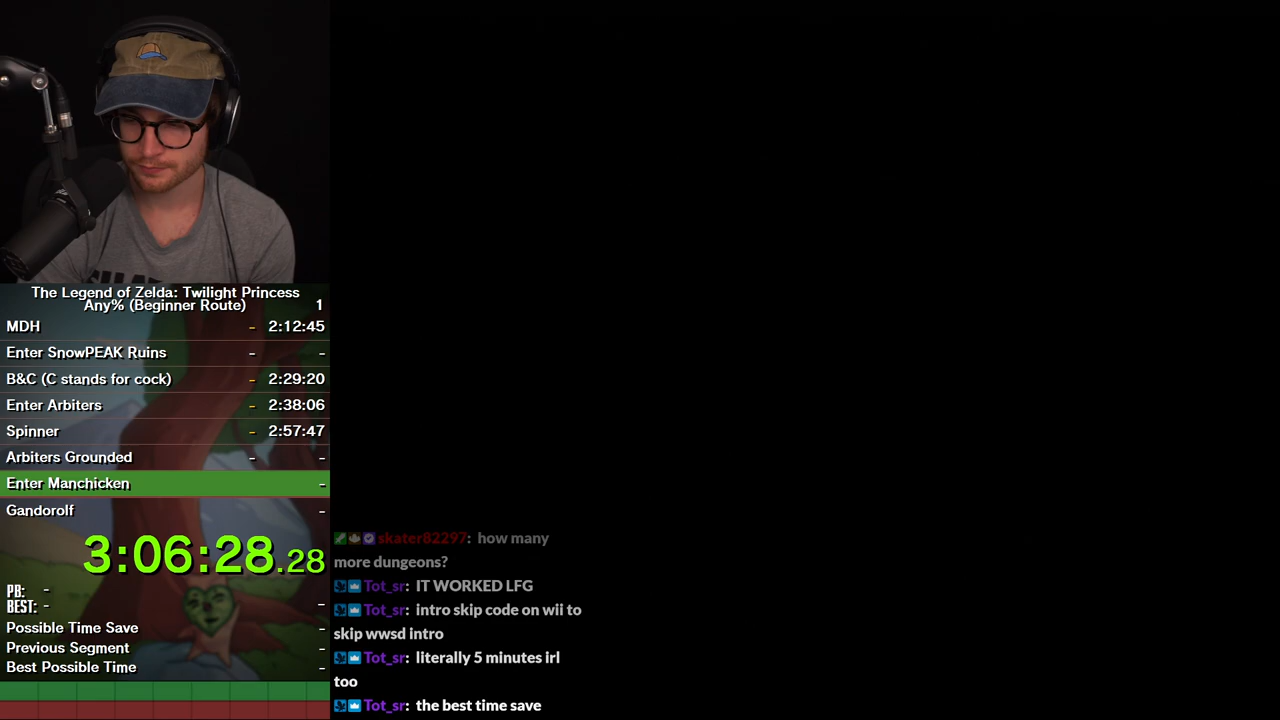 The Legend of Zelda: Twilight Princess
Any% (Beginner Route) 1
MDH - 2:12:45
Enter SnowPEAK Ruins - -
B&C (C stands for cock) - 2:29:20
Enter Arbiters - 2:38:06
Spinner - 2:57:47
Arbiters Grounded - -
Enter Manchicken -
Gandorolf -
3:06:28.28
PB: -
BEST: - -
Possible Time Save -
Previous Segment -
Best Possible Time -
skater82297: how many
more dungeons?
Tot_sr: IT WORKED LFG
Tot_sr: intro skip code on wii to
skip wwsd intro
Tot_sr: literally 5 minutes irl
too
Tot_sr: the best time save